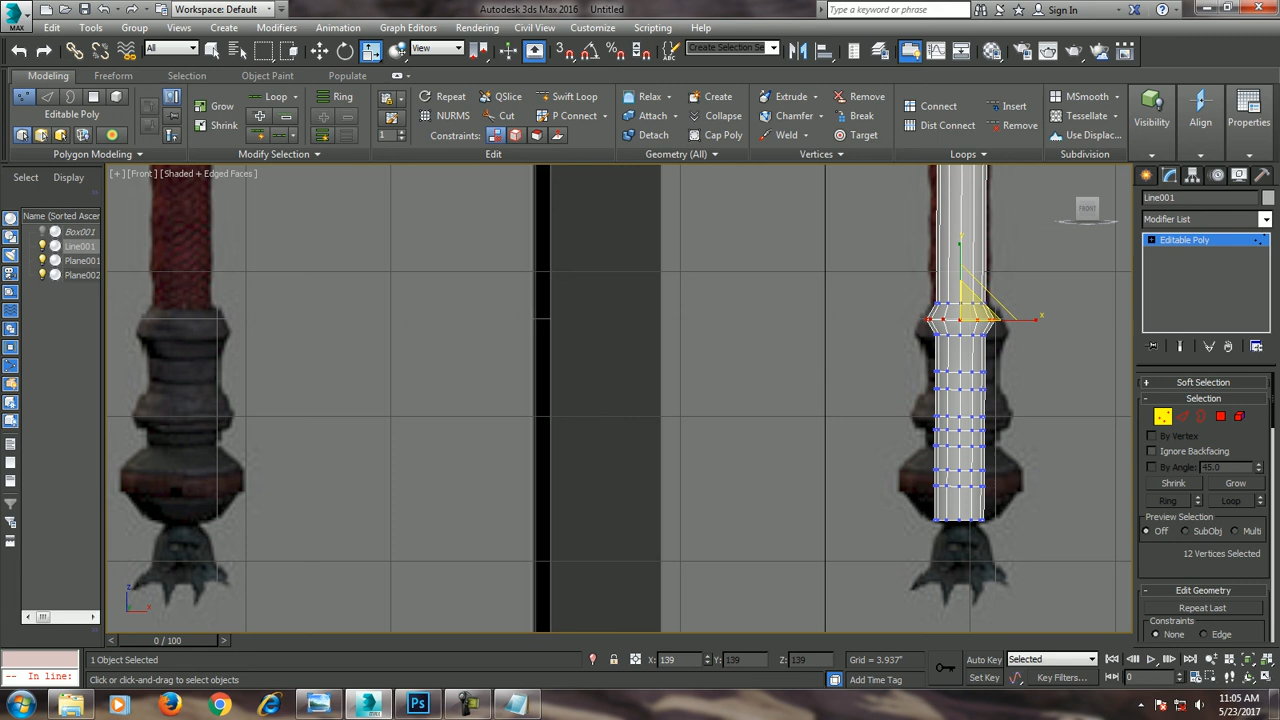 Workspace: Default
Autodesk 3ds Max 2016 Untitled
Type a keyword or phrase
Sign In
MAX
Edit Tools Group Views Create Modifiers Animation Graph Editors Rendering Civil View Customize Scripting Help
All
View
3
Create Selection Se
Modeling Freeform Selection Object Paint Populate
Editable Poly
Polygon Modeling
Grow
Shrink
Loop
Ring
Modify Selection
1
Repeat QSlice Swift Loop
NURMS Cut P Connect
Constraints:
Edit
Relax Create
Attach Collapse
Detach Cap Poly
Geometry (All)
Extrude Remove
Chamfer Break
Weld Target
Vertices
Connect Insert
Dist Connect Remove
Loops
MSmooth
Tessellate
Use Displac...
Subdivision
Visibility
Align
Properties
Select Display
Name (Sorted Ascen
Box001
Line001
Plane001
Plane002
[+] [Front] [Shaded + Edged Faces]
FRONT
y
x
z
x
Line001
Modifier List
Editable Poly
Soft Selection
Selection
By Vertex
Ignore Backfacing
By Angle: 45.0
Shrink Grow
Ring Loop
Preview Selection
Off SubObj Multi
12 Vertices Selected
Edit Geometry
Repeat Last
Constraints
None Edge
0 / 100
1 Object Selected
X: 139 Y: 139 Z: 139
Grid = 3.937"
Auto Key
Selected
-- In line:
Click or click-and-drag to select objects
Add Time Tag
Set Key
Key Filters...
0
Ps
11:05 AM
5/23/2017